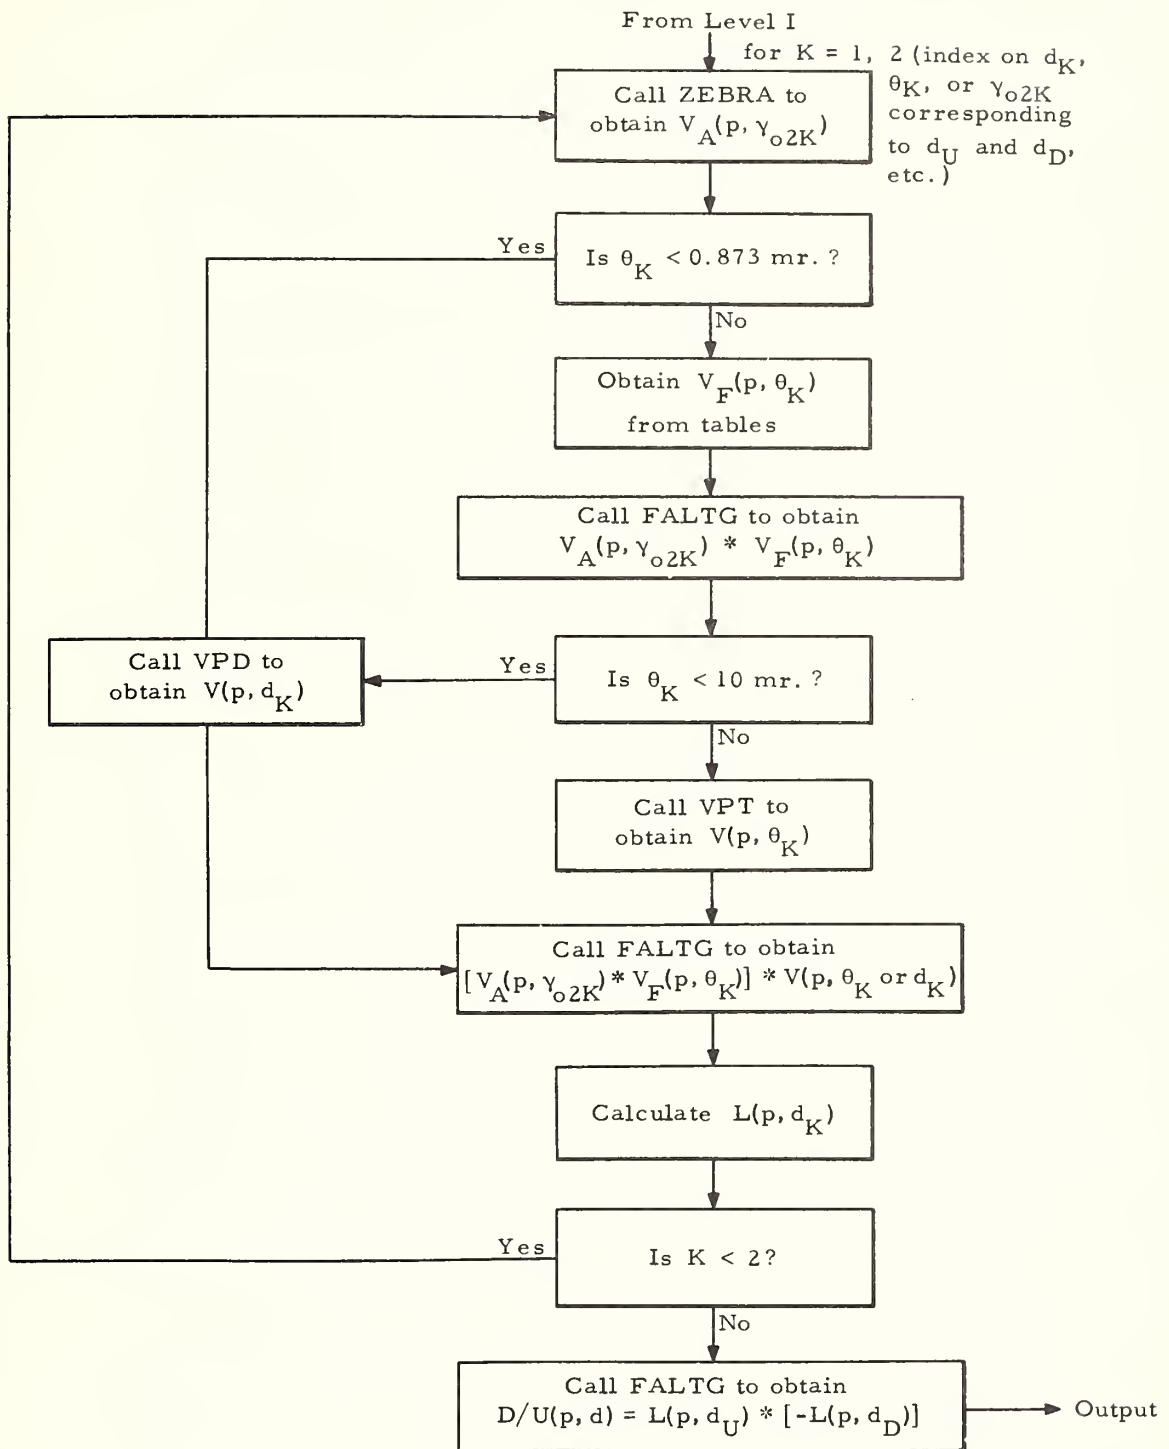 From Level I
for K = 1, 2 (index on d_K,
θ_K, or γ_o2K
corresponding
to d_U and d_D,
etc.)
Call ZEBRA to
obtain V_A(p, γ_o2K)
Yes
Is θ_K < 0.873 mr. ?
No
Obtain V_F(p, θ_K)
from tables
Call FALTG to obtain
V_A(p, γ_o2K) * V_F(p, θ_K)
Call VPD to
obtain V(p, d_K)
Yes
Is θ_K < 10 mr. ?
No
Call VPT to
obtain V(p, θ_K)
Call FALTG to obtain
[V_A(p, γ_o2K) * V_F(p, θ_K)] * V(p, θ_K or d_K)
Calculate L(p, d_K)
Yes
Is K < 2?
No
Call FALTG to obtain
D/U(p, d) = L(p, d_U) * [-L(p, d_D)]
Output